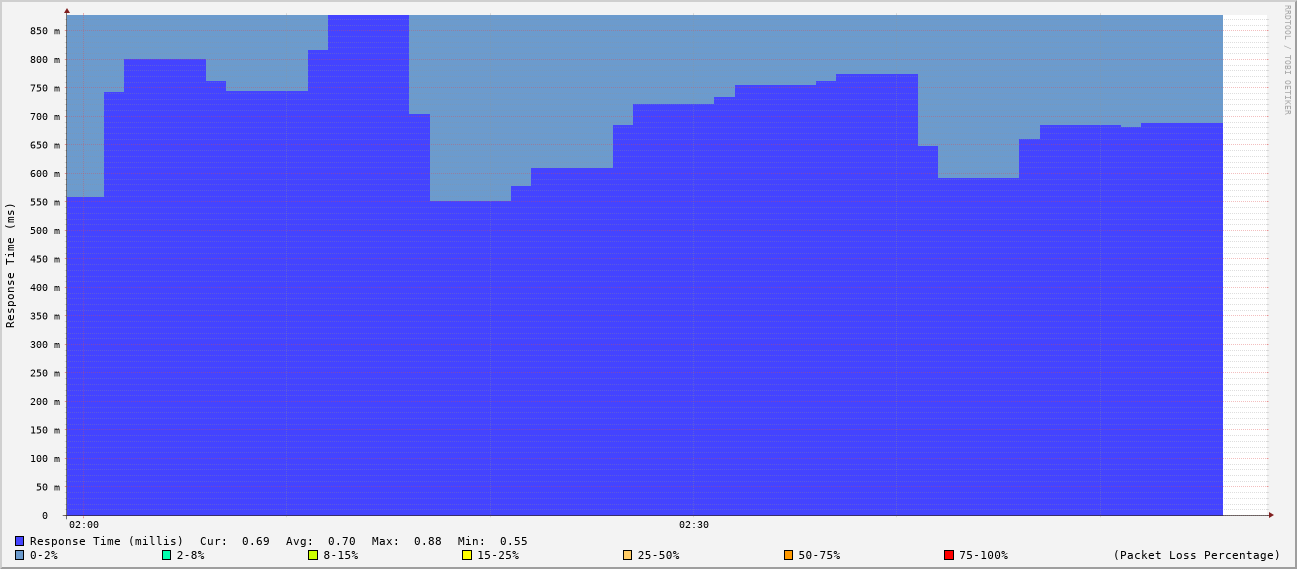 RRDTOOL / TOBI OETIKER
Response Time (ms)
850 m
800 m
750 m
700 m
650 m
600 m
550 m
500 m
450 m
400 m
350 m
300 m
250 m
200 m
150 m
100 m
50 m
0
02:00 02:30
Response Time (millis) Cur: 0.69 Avg: 0.70 Max: 0.88 Min: 0.55
0-2% 2-8% 8-15% 15-25% 25-50% 50-75% 75-100% (Packet Loss Percentage)